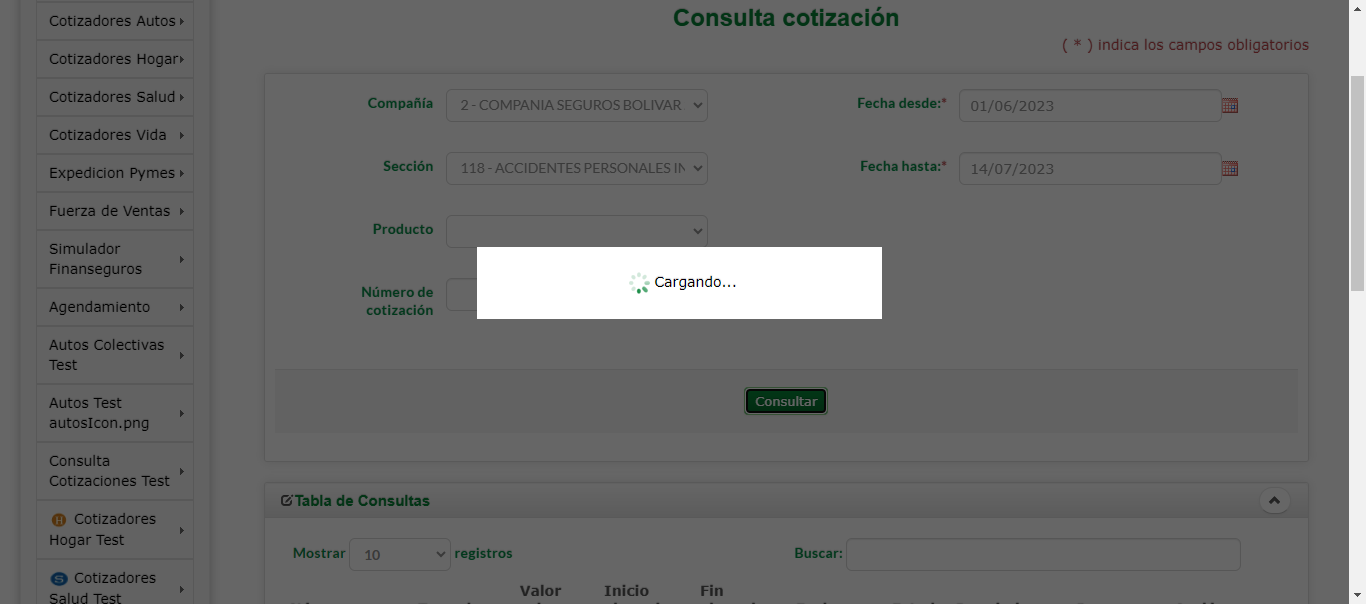 Cotizadores Autos
Cotizadores Hogar
Cotizadores Salud
Cotizadores Vida
Expedicion Pymes
Fuerza de Ventas
Simulador
Finanseguros
Agendamiento
Autos Colectivas
Test
Autos Test
autosIcon.png
Consulta
Cotizaciones Test
H Cotizadores
Hogar Test
S Cotizadores
Salud Test
Consulta cotización
( * ) indica los campos obligatorios
Compañía 2 - COMPANIA SEGUROS BOLIVAR Fecha desde:* 01/06/2023
Sección 118 - ACCIDENTES PERSONALES IN Fecha hasta:* 14/07/2023
Producto
Cargando...
Número de
cotización
Consultar
Tabla de Consultas
Mostrar 10 registros Buscar:
Valor Inicio Fin